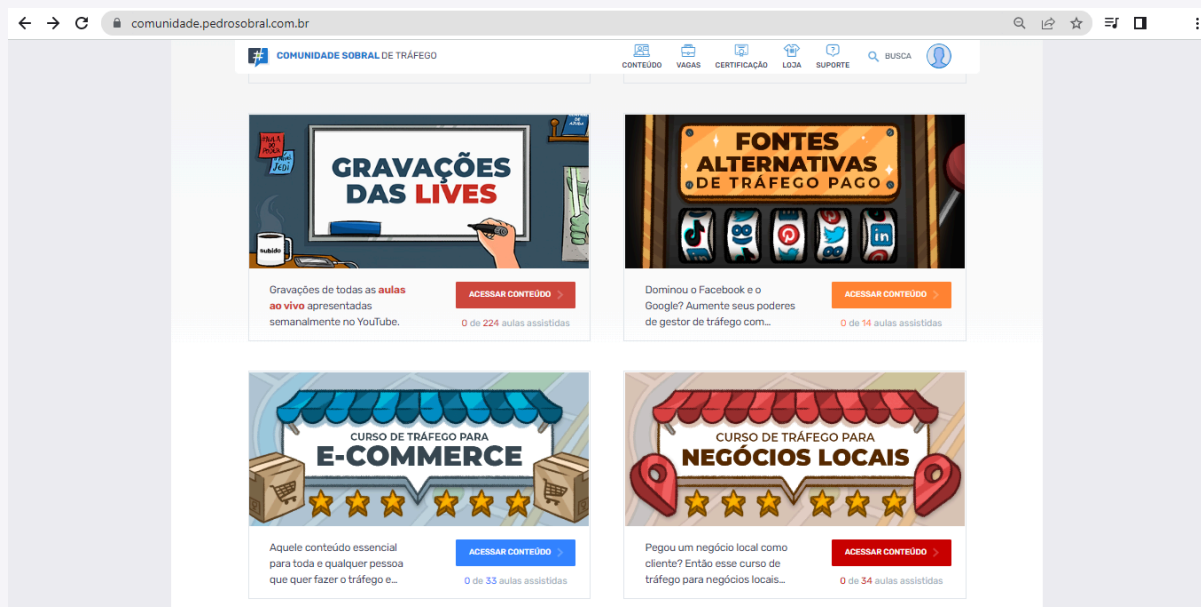 comunidade.pedrosobral.com.br
COMUNIDADE SOBRAL DE TRÁFEGO
CONTEÚDO VAGAS CERTIFICAÇÃO LOJA SUPORTE BUSCA
GRAVAÇÕES
DAS LIVES
JEDI
subido
Gravações de todas as aulas
ao vivo apresentadas
semanalmente no YouTube.
ACESSAR CONTEÚDO
0 de 224 aulas assistidas
FONTES
ALTERNATIVAS
DE TRÁFEGO PAGO
Dominou o Facebook e o
Google? Aumente seus poderes
de gestor de tráfego com...
ACESSAR CONTEÚDO
0 de 14 aulas assistidas
CURSO DE TRÁFEGO PARA
E-COMMERCE
Aquele conteúdo essencial
para toda e qualquer pessoa
que quer fazer o tráfego e...
ACESSAR CONTEÚDO
0 de 33 aulas assistidas
CURSO DE TRÁFEGO PARA
NEGÓCIOS LOCAIS
Pegou um negócio local como
cliente? Então esse curso de
tráfego para negócios locais...
ACESSAR CONTEÚDO
0 de 34 aulas assistidas